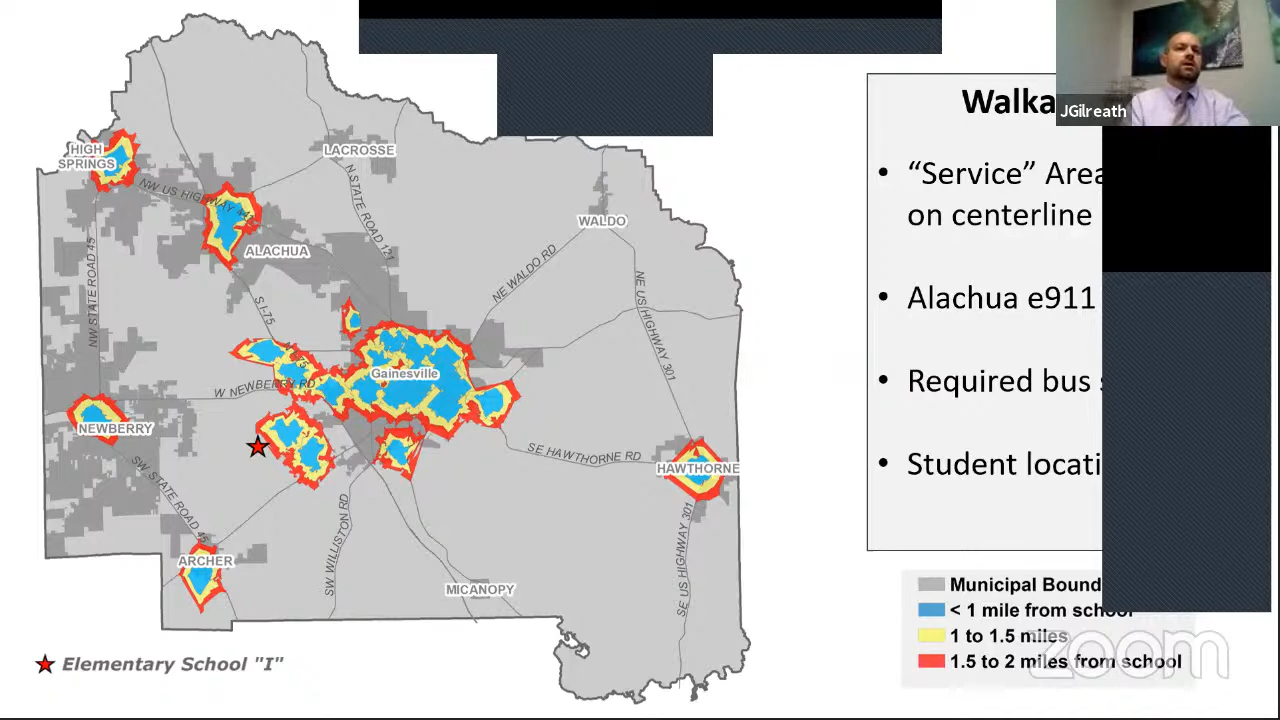 HIGH
SPRINGS
LACROSSE
NW US HIGHWAY 441
N STATE ROAD 121
WALDO
ALACHUA
NW STATE ROAD 45
S I-75
NE WALDO RD
NE US HIGHWAY 301
Gainesville
W NEWBERRY RD
NEWBERRY
SE HAWTHORNE RD
HAWTHORNE
SW STATE ROAD 45
SW WILLISTON RD
SE US HIGHWAY 301
ARCHER
MICANOPY
Elementary School "I"
JGilreath
Walka
• “Service” Area
on centerline
• Alachua e911
• Required bus s
• Student locati
Municipal Bound
< 1 mile from school
1 to 1.5 miles
1.5 to 2 miles from school
zoom